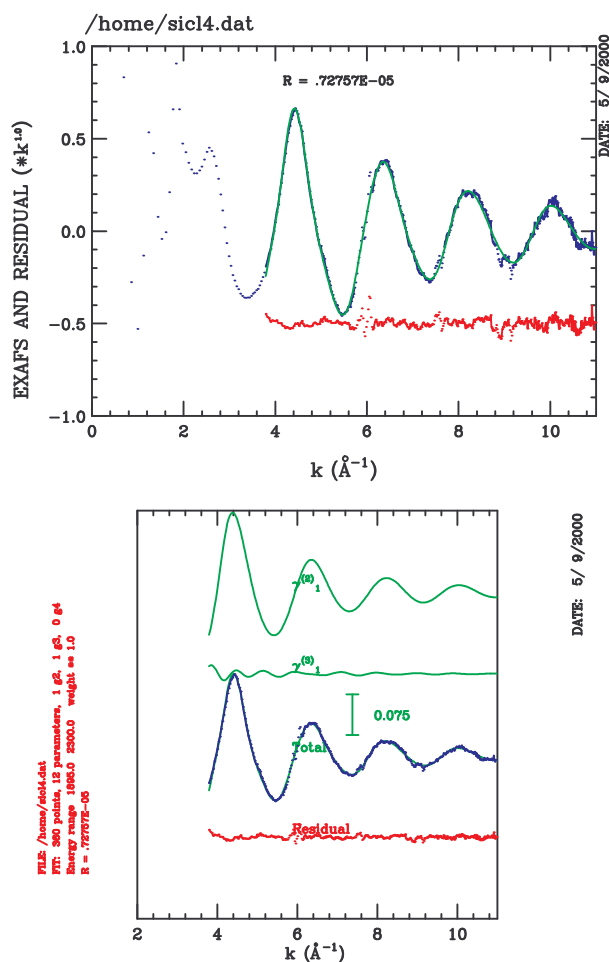 /home/sicl4.dat
R = .72757E-05
DATE: 5/ 9/2000
EXAFS AND RESIDUAL (*k¹·⁰)
1.0
0.5
0.0
−0.5
−1.0
0 2 4 6 8 10
k (Å⁻¹)
γ⁽²⁾₁
γ⁽³⁾₁
0.075
Total
Residual
2 4 6 8 10
k (Å⁻¹)
DATE: 5/ 9/2000
FILE: /home/sicl4.dat
FIT: 360 points, 12 parameters, 1 g2, 1 g3, 0 g4
Energy range 1895.0 2300.0 weight as 1.0
R = .72757E-05